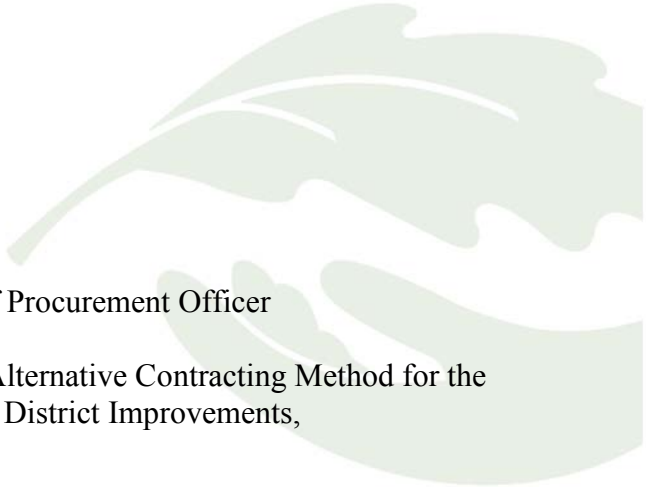 Procurement Officer
Alternative Contracting Method for the
District Improvements,